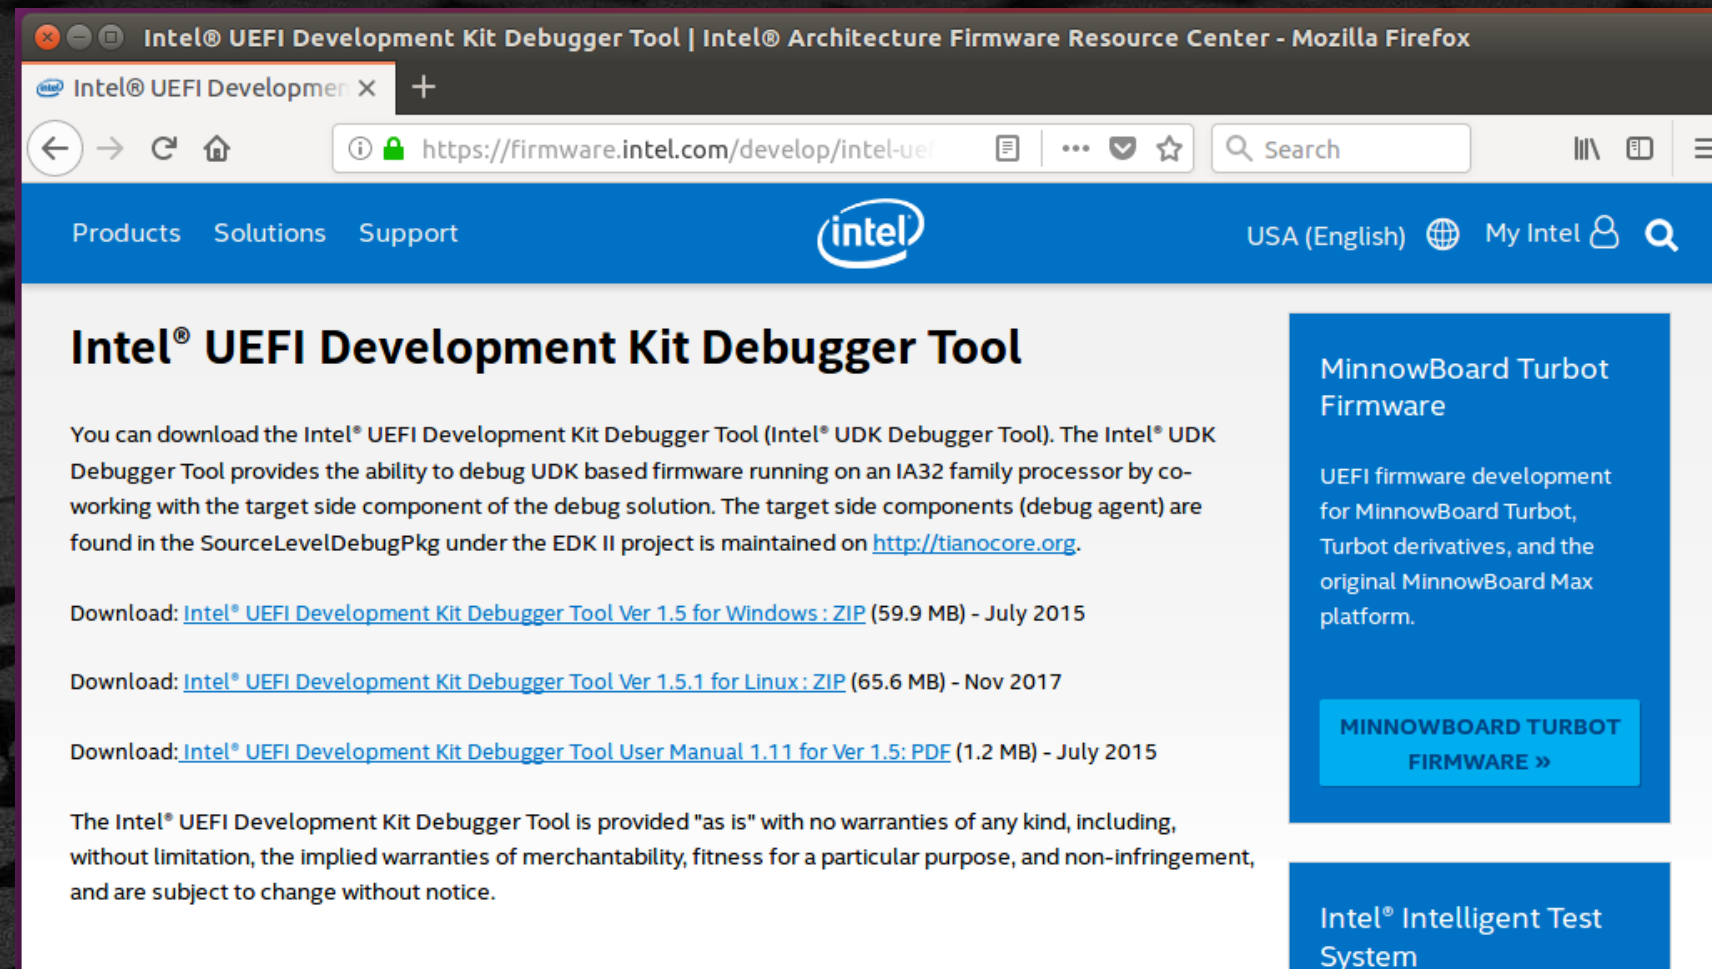 Intel® UEFI Development Kit Debugger Tool | Intel® Architecture Firmware Resource Center - Mozilla Firefox
Intel® UEFI Developmen
https://firmware.intel.com/develop/intel-uef
Search
Products Solutions Support
intel
USA (English) My Intel
Intel® UEFI Development Kit Debugger Tool
You can download the Intel® UEFI Development Kit Debugger Tool (Intel® UDK Debugger Tool). The Intel® UDK
Debugger Tool provides the ability to debug UDK based firmware running on an IA32 family processor by co-
working with the target side component of the debug solution. The target side components (debug agent) are
found in the SourceLevelDebugPkg under the EDK II project is maintained on http://tianocore.org.
Download: Intel® UEFI Development Kit Debugger Tool Ver 1.5 for Windows : ZIP (59.9 MB) - July 2015
Download: Intel® UEFI Development Kit Debugger Tool Ver 1.5.1 for Linux : ZIP (65.6 MB) - Nov 2017
Download: Intel® UEFI Development Kit Debugger Tool User Manual 1.11 for Ver 1.5: PDF (1.2 MB) - July 2015
The Intel® UEFI Development Kit Debugger Tool is provided "as is" with no warranties of any kind, including,
without limitation, the implied warranties of merchantability, fitness for a particular purpose, and non-infringement,
and are subject to change without notice.
MinnowBoard Turbot
Firmware
UEFI firmware development
for MinnowBoard Turbot,
Turbot derivatives, and the
original MinnowBoard Max
platform.
MINNOWBOARD TURBOT
FIRMWARE »
Intel® Intelligent Test
System